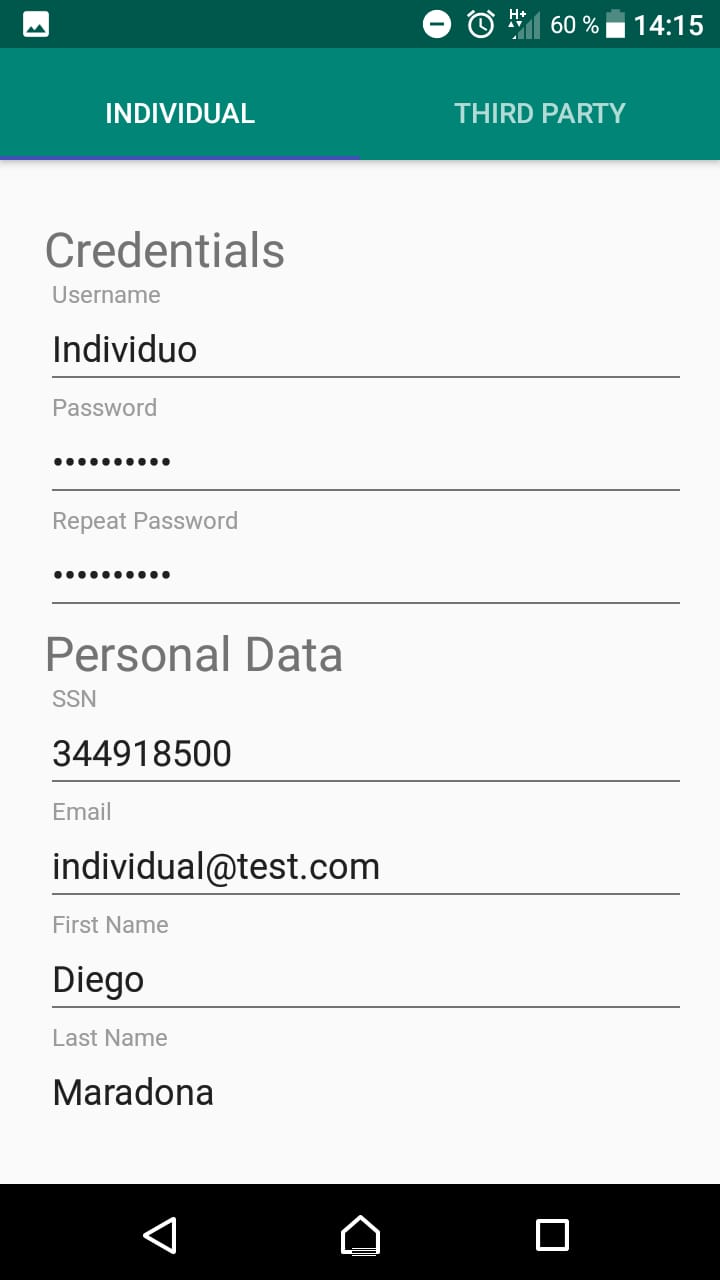 H+ 60 % 14:15
INDIVIDUAL THIRD PARTY
Credentials
Username
Individuo
Password
••••••••••
Repeat Password
••••••••••
Personal Data
SSN
344918500
Email
individual@test.com
First Name
Diego
Last Name
Maradona